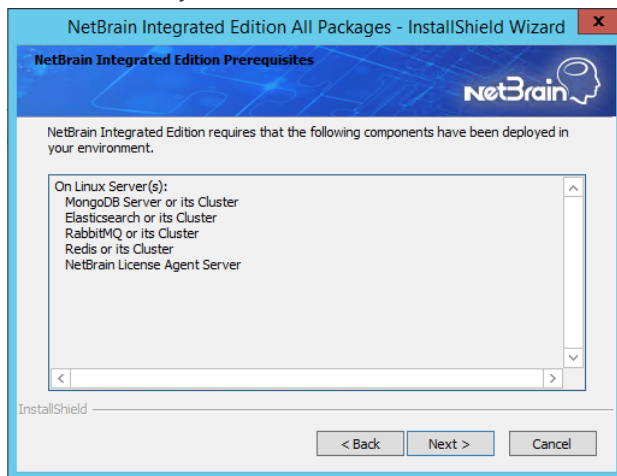 NetBrain Integrated Edition All Packages - InstallShield Wizard
x
NetBrain Integrated Edition Prerequisites
NetBrain
NetBrain Integrated Edition requires that the following components have been deployed in
your environment.
On Linux Server(s):
MongoDB Server or its Cluster
Elasticsearch or its Cluster
RabbitMQ or its Cluster
Redis or its Cluster
NetBrain License Agent Server
InstallShield
< Back
Next >
Cancel